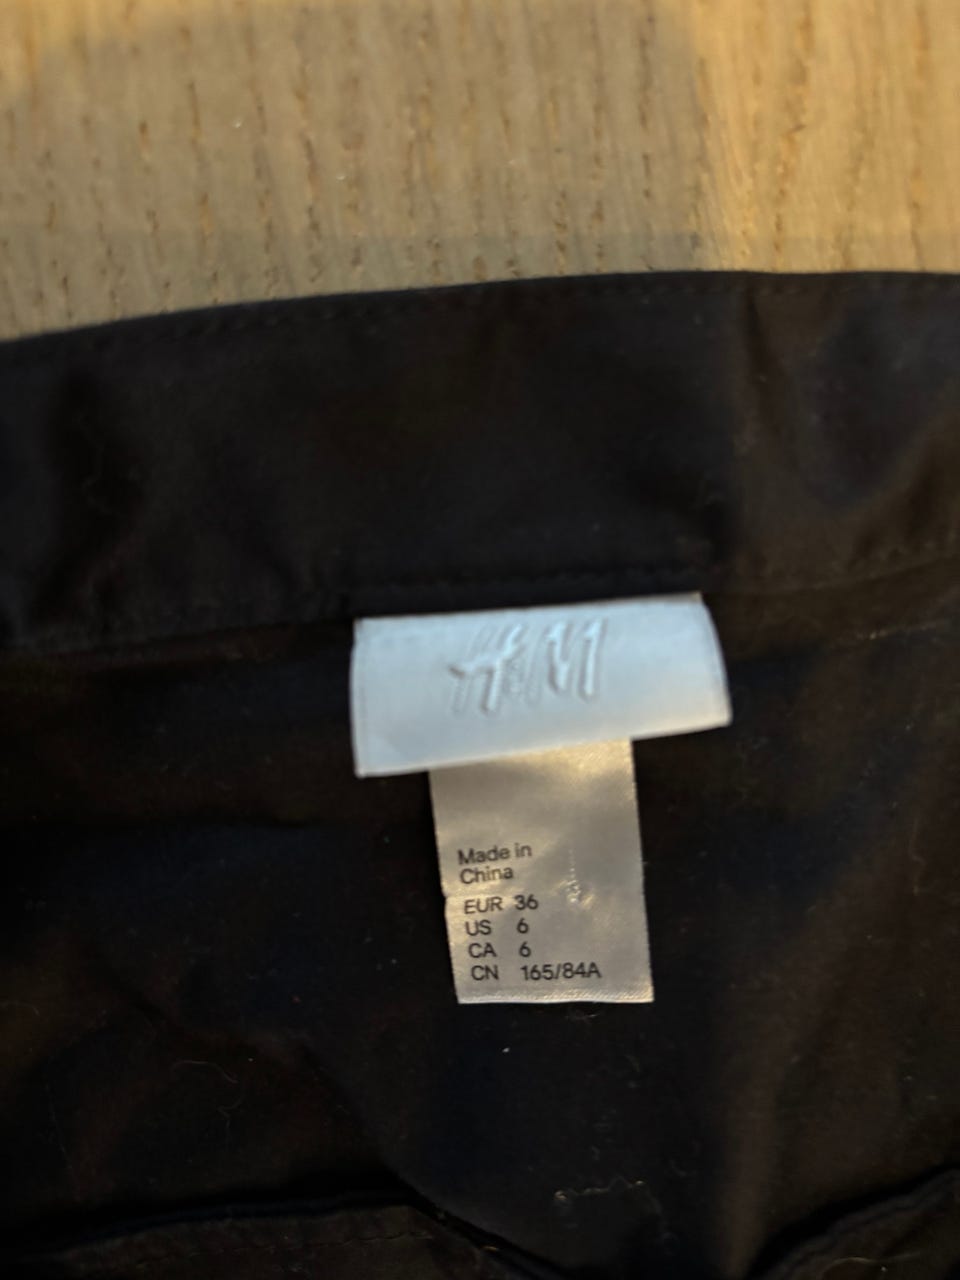 H&M
Made in
China
EUR 36
US 6
CA 6
CN 165/84A